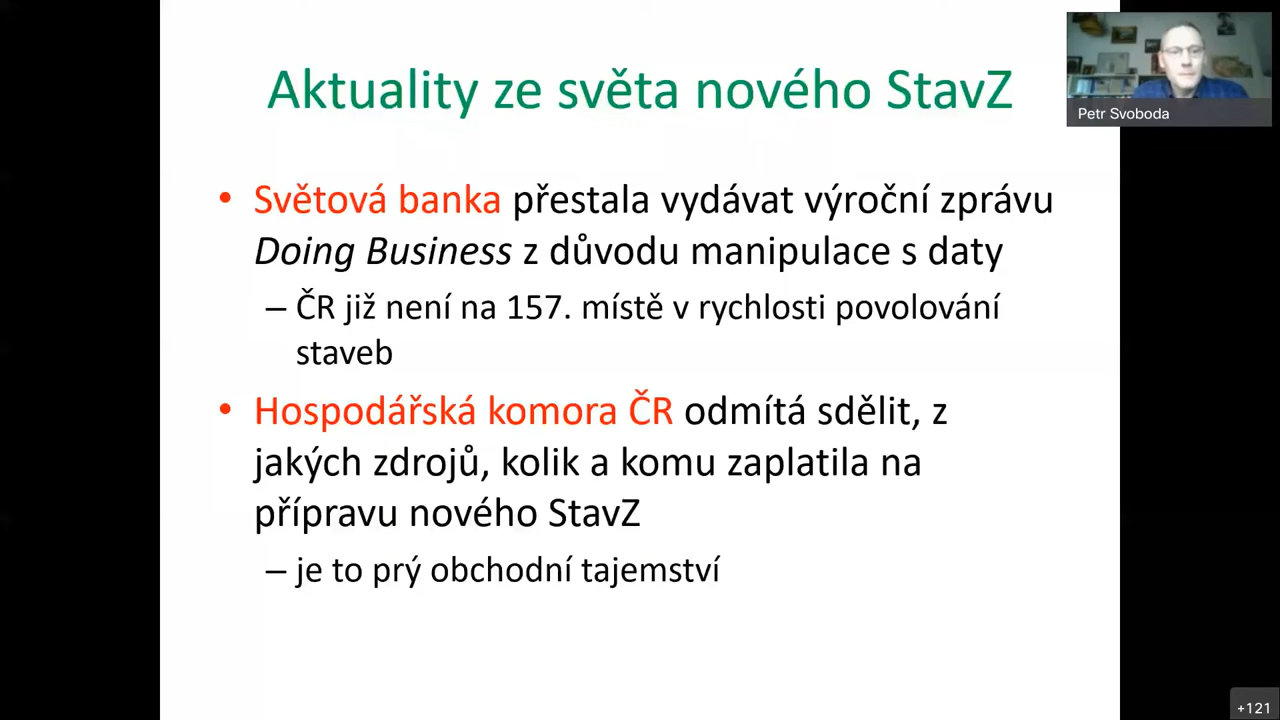 Aktuality ze světa nového StavZ
Petr Svoboda
• Světová banka přestala vydávat výroční zprávu
Doing Business z důvodu manipulace s daty
– ČR již není na 157. místě v rychlosti povolování
staveb
• Hospodářská komora ČR odmítá sdělit, z
jakých zdrojů, kolik a komu zaplatila na
přípravu nového StavZ
– je to prý obchodní tajemství
+121